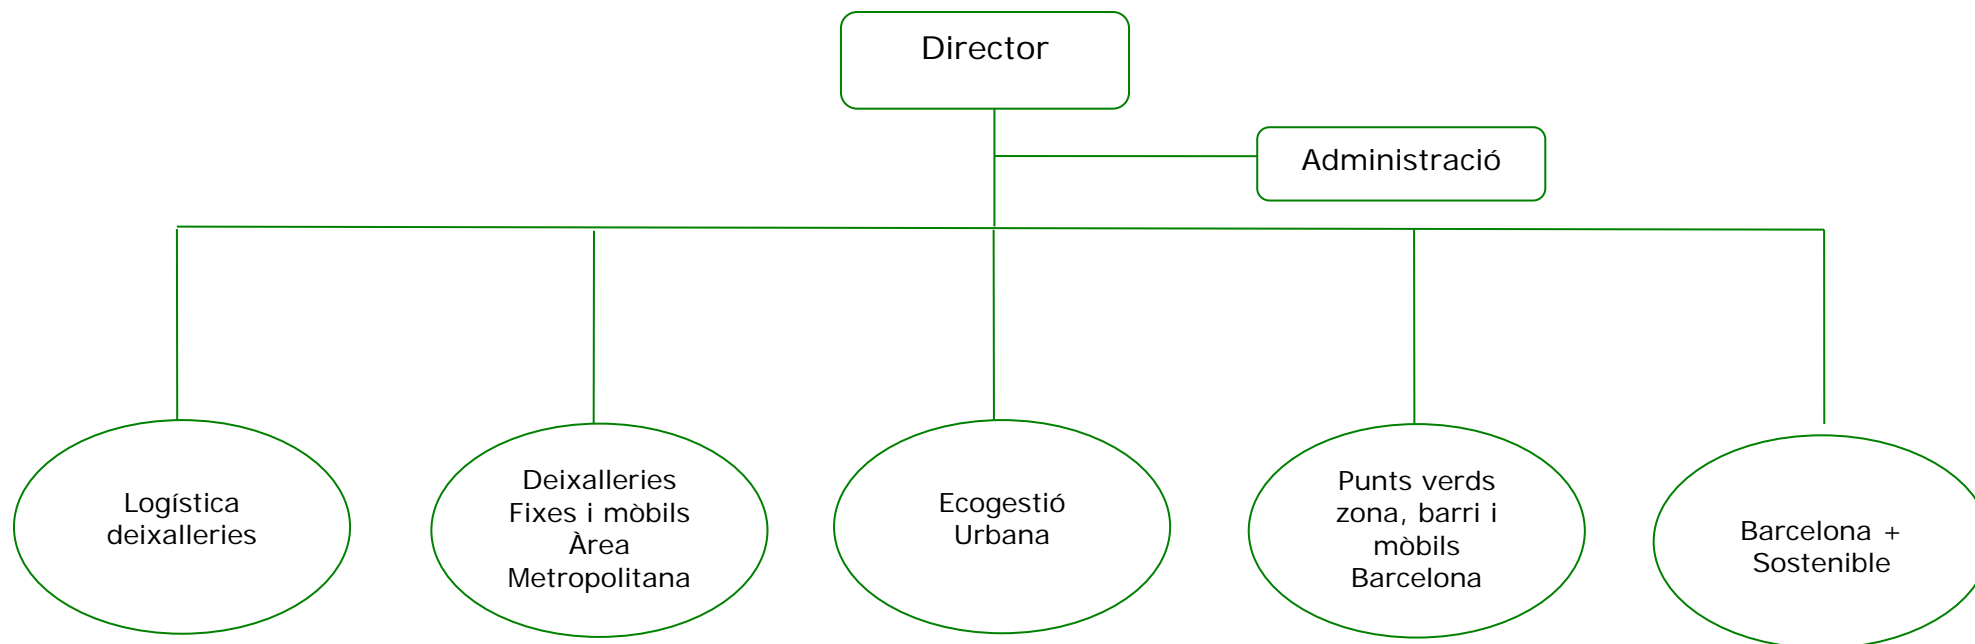 Director
Administració
Logística
deixalleries
Deixalleries
Fixes i mòbils
Àrea
Metropolitana
Ecogestió
Urbana
Punts verds
zona, barri i
mòbils
Barcelona
Barcelona +
Sostenible